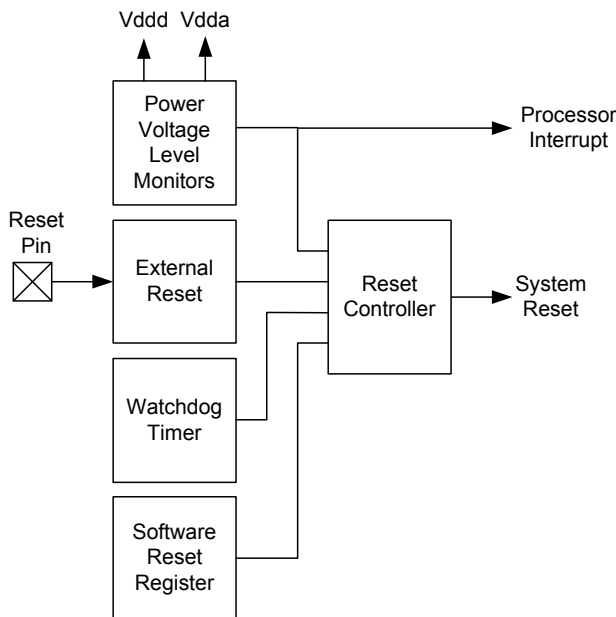 Vddd
Vdda
Power
Voltage
Level
Monitors
Processor
Interrupt
Reset
Pin
External
Reset
Reset
Controller
System
Reset
Watchdog
Timer
Software
Reset
Register